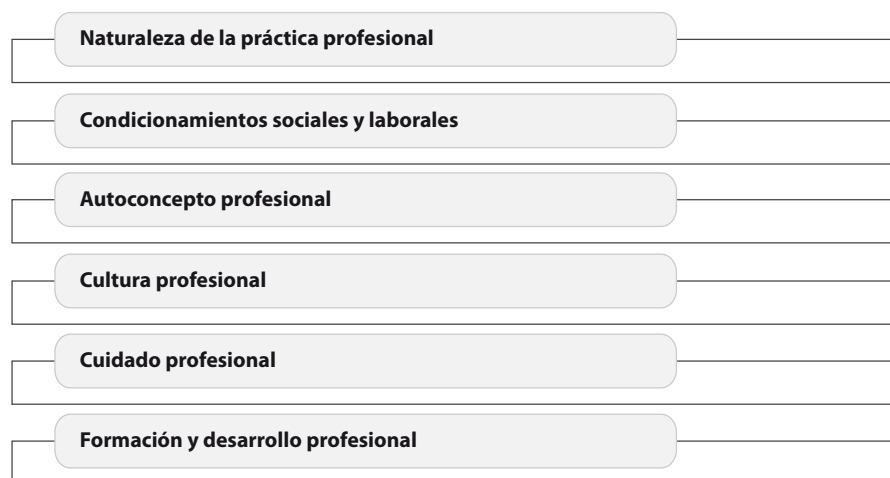 Naturaleza de la práctica profesional
Condicionamientos sociales y laborales
Autoconcepto profesional
Cultura profesional
Cuidado profesional
Formación y desarrollo profesional